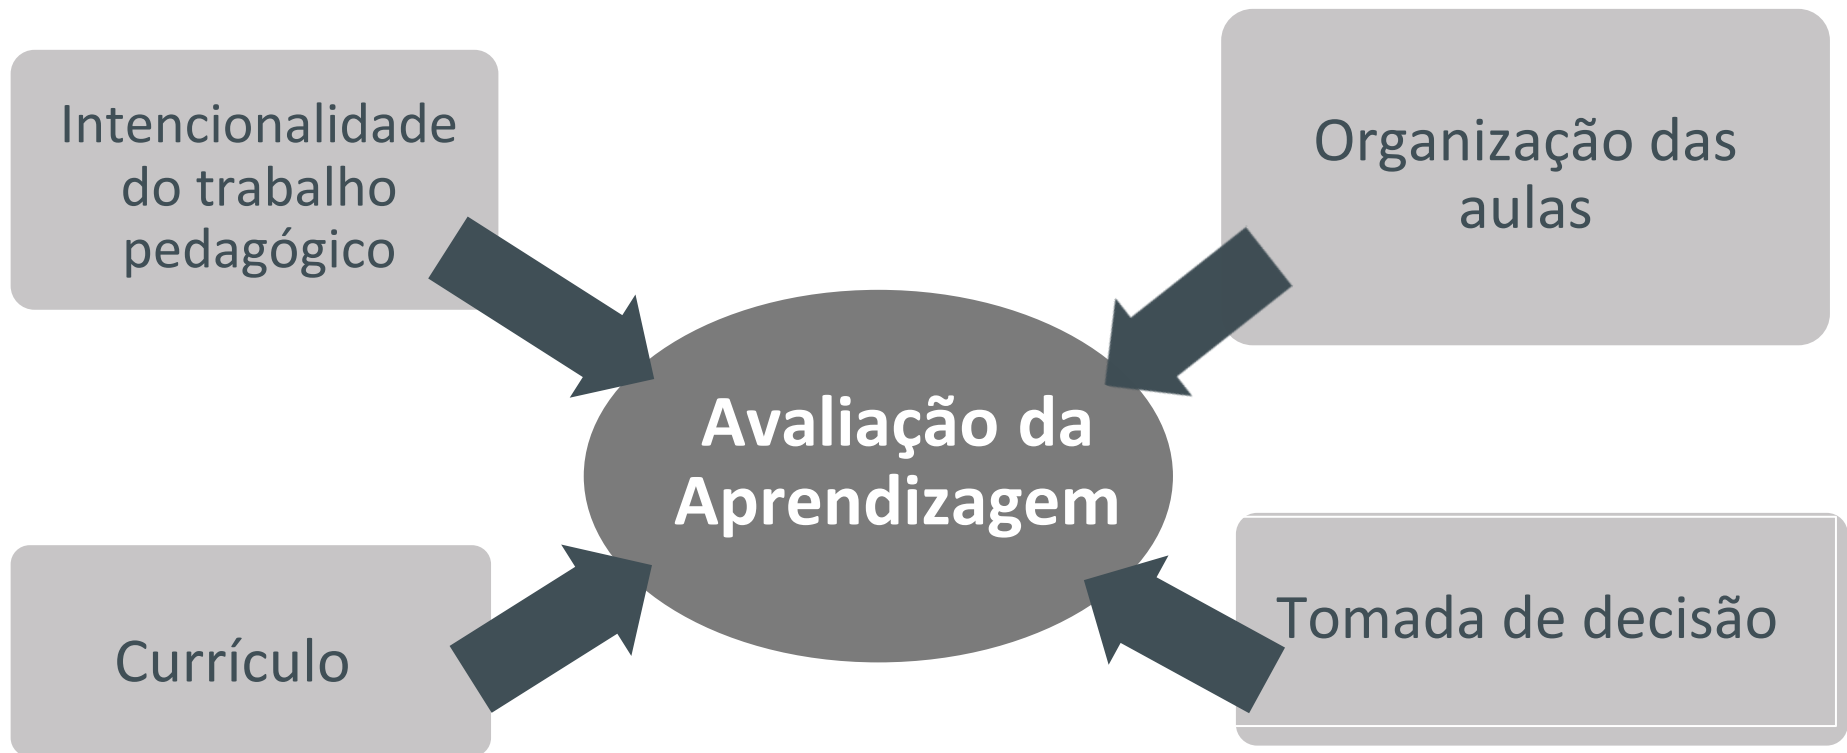 Intencionalidade
do trabalho
pedagógico
Organização das
aulas
Avaliação da
Aprendizagem
Currículo
Tomada de decisão